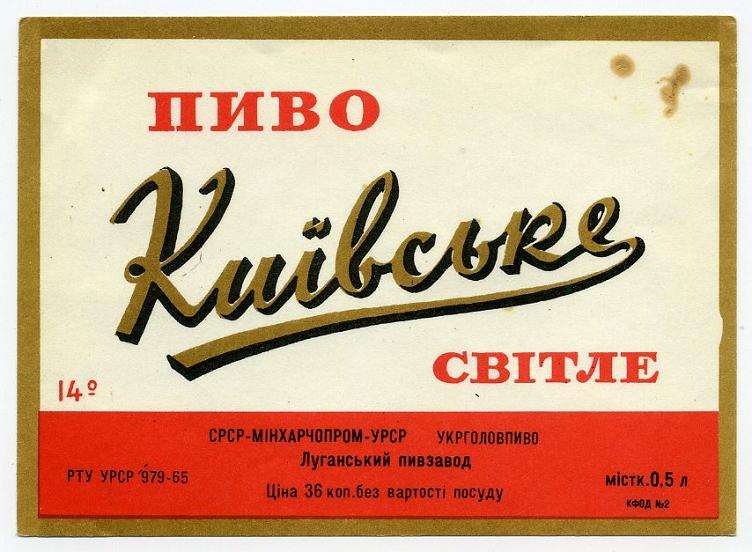 ПИВО
Київське
СВІТЛЕ
14º
СРСР-МІНХАРЧОПРОМ-УРСР УКРГОЛОВПИВО
Луганський пивзавод
РТУ УРСР 979-65
містк.0,5 л
Ціна 36 коп.без вартості посуду
КФОД №2